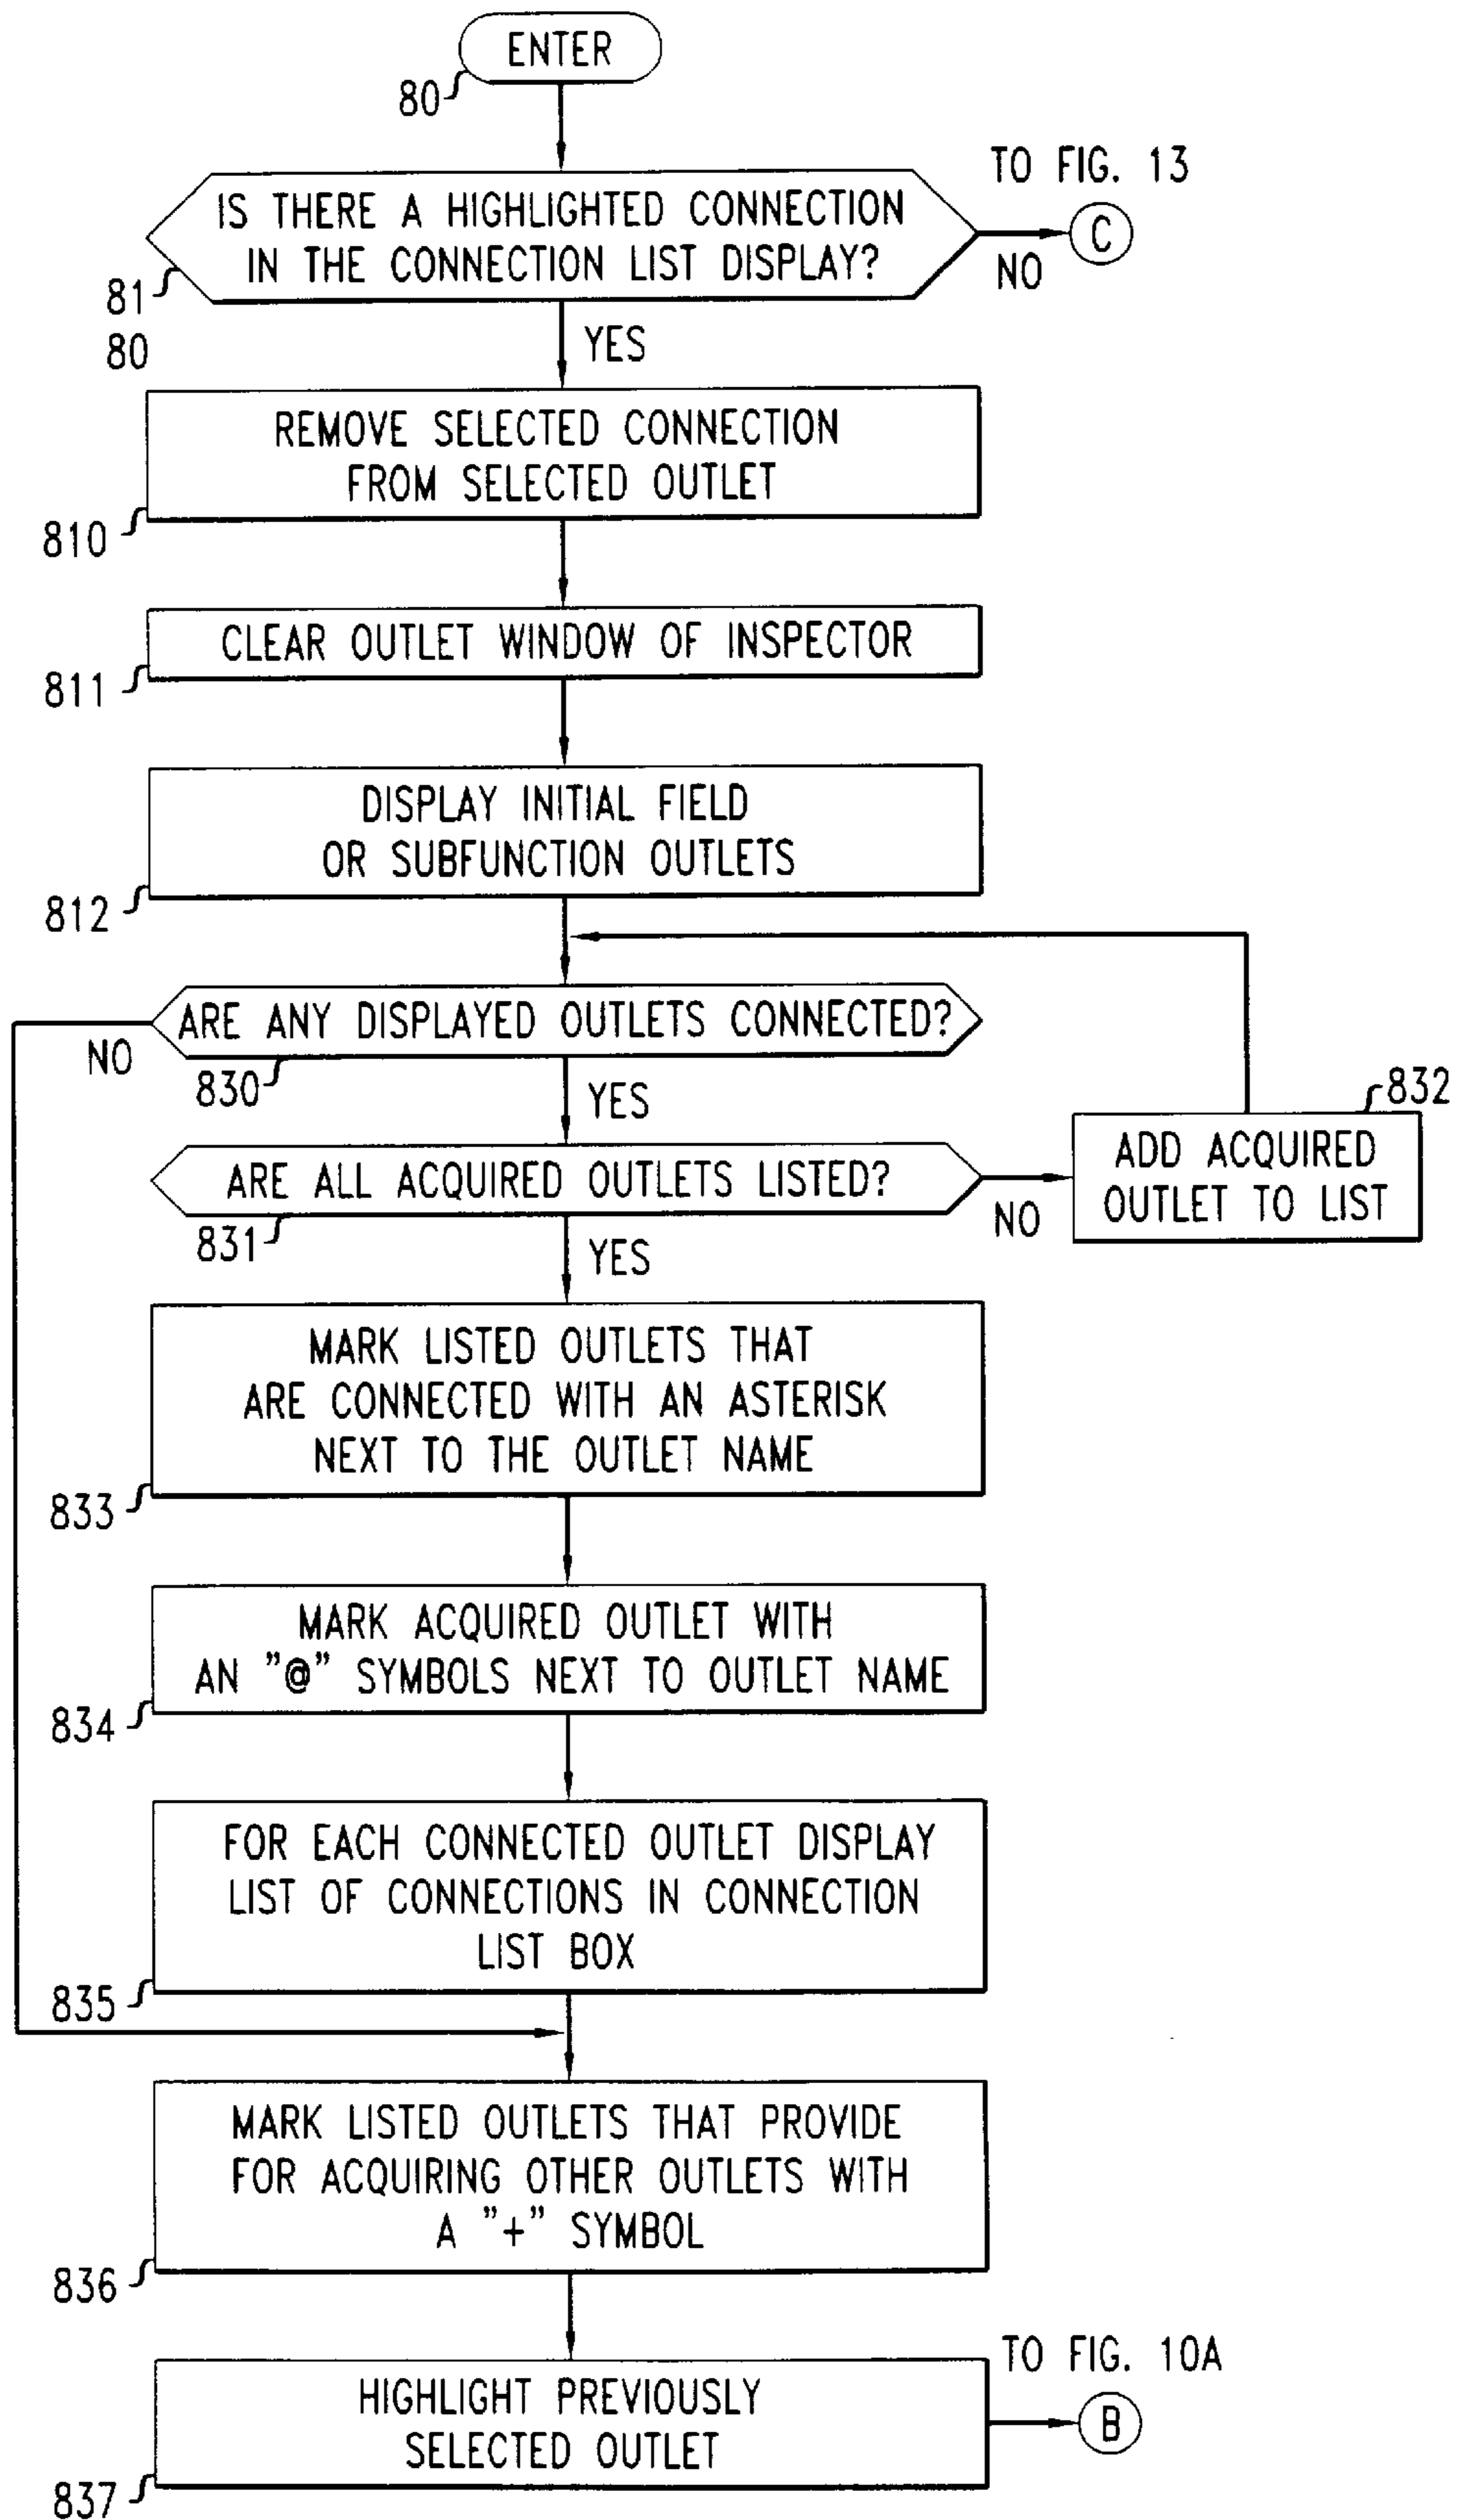 ENTER
80
TO FIG. 13
IS THERE A HIGHLIGHTED CONNECTION
IN THE CONNECTION LIST DISPLAY?
C
NO
81
80
YES
REMOVE SELECTED CONNECTION
FROM SELECTED OUTLET
810
CLEAR OUTLET WINDOW OF INSPECTOR
811
DISPLAY INITIAL FIELD
OR SUBFUNCTION OUTLETS
812
ARE ANY DISPLAYED OUTLETS CONNECTED?
NO
830
YES
832
ADD ACQUIRED
OUTLET TO LIST
ARE ALL ACQUIRED OUTLETS LISTED?
NO
831
YES
MARK LISTED OUTLETS THAT
ARE CONNECTED WITH AN ASTERISK
NEXT TO THE OUTLET NAME
833
MARK ACQUIRED OUTLET WITH
AN "@" SYMBOLS NEXT TO OUTLET NAME
834
FOR EACH CONNECTED OUTLET DISPLAY
LIST OF CONNECTIONS IN CONNECTION
LIST BOX
835
MARK LISTED OUTLETS THAT PROVIDE
FOR ACQUIRING OTHER OUTLETS WITH
A "+" SYMBOL
836
TO FIG. 10A
HIGHLIGHT PREVIOUSLY
SELECTED OUTLET
B
837